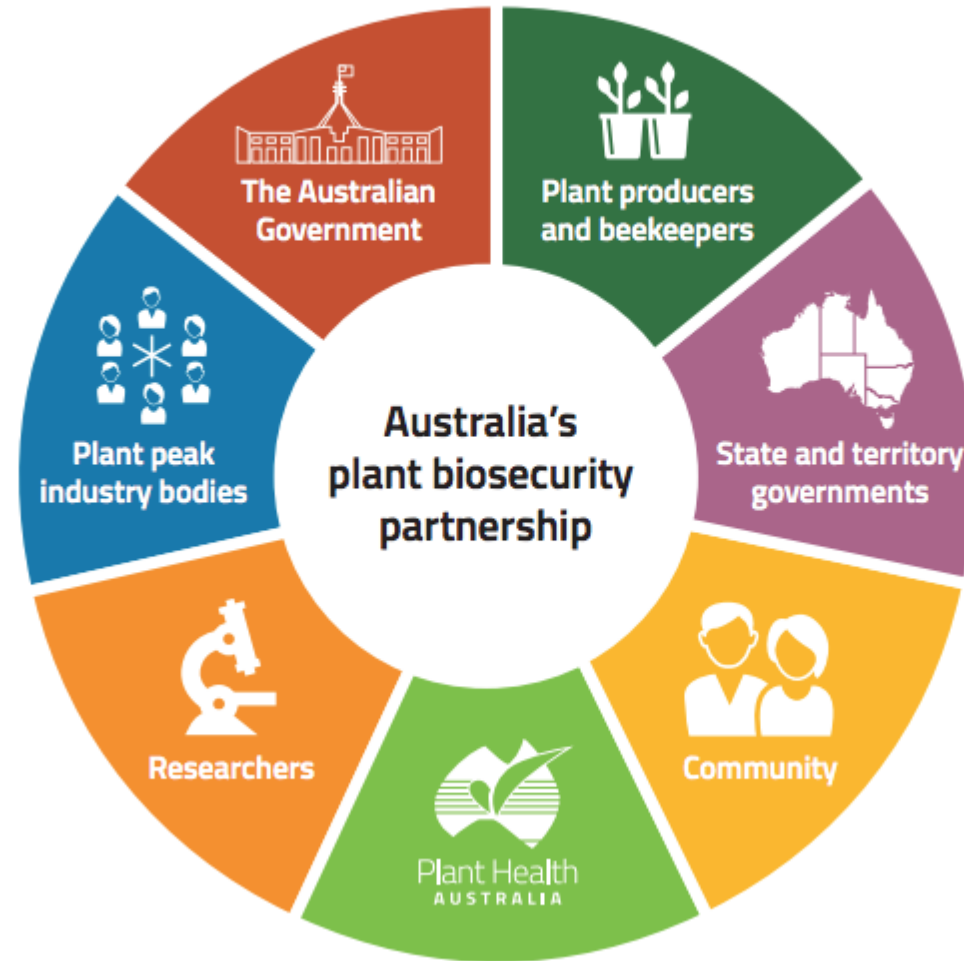 The Australian
Government
Plant producers
and beekeepers
State and territory
governments
Community
Plant Health
AUSTRALIA
Researchers
Plant peak
industry bodies
Australia's
plant biosecurity
partnership